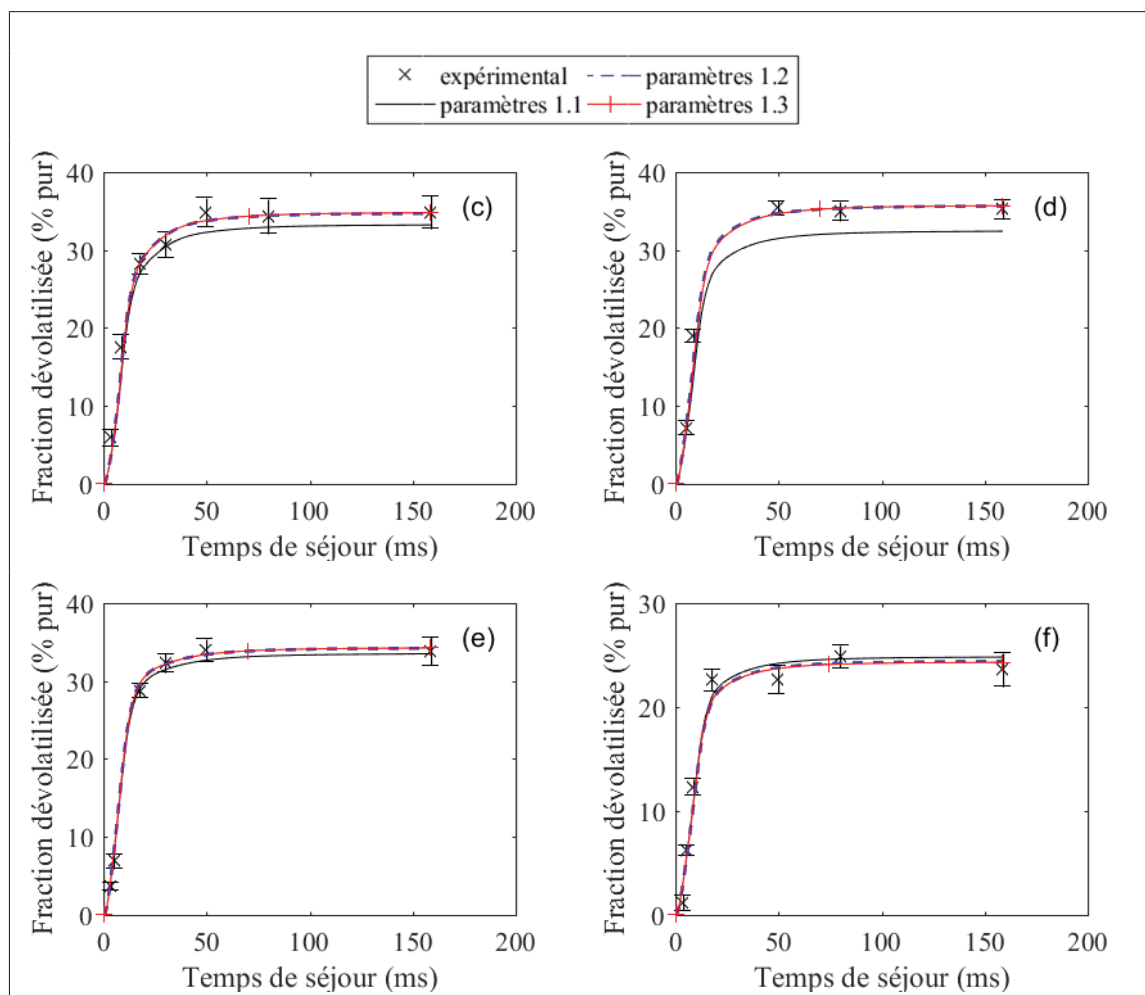 expérimental
paramètres 1.2
paramètres 1.1
paramètres 1.3
Fraction dévolatilisée (% pur)
40
30
20
10
0
(c)
0 50 100 150 200
Temps de séjour (ms)
Fraction dévolatilisée (% pur)
40
30
20
10
0
(d)
0 50 100 150 200
Temps de séjour (ms)
Fraction dévolatilisée (% pur)
40
30
20
10
0
(e)
0 50 100 150 200
Temps de séjour (ms)
Fraction dévolatilisée (% pur)
30
20
10
0
(f)
0 50 100 150 200
Temps de séjour (ms)